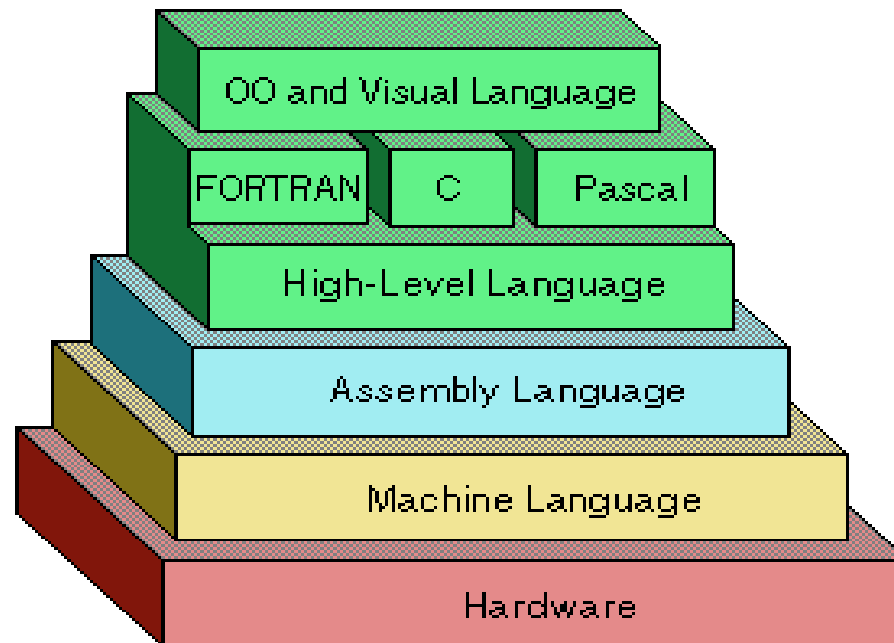 OO and Visual Language
FORTRAN C Pascal
High-Level Language
Assembly Language
Machine Language
Hardware